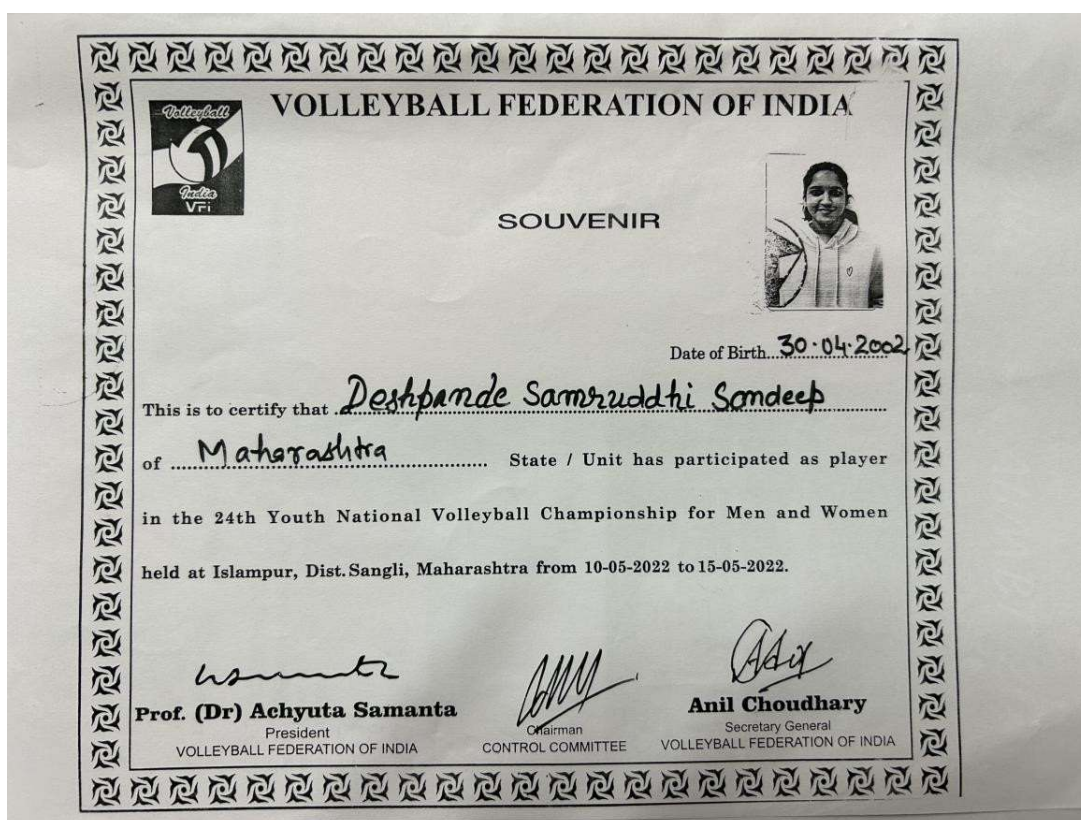 VOLLEYBALL FEDERATION OF INDIA
Volleyball
India
VFi
SOUVENIR
Date of Birth...30.04.2002
This is to certify that Deshpande Samruddhi Sandeep
of Maharashtra State / Unit has participated as player
in the 24th Youth National Volleyball Championship for Men and Women
held at Islampur, Dist. Sangli, Maharashtra from 10-05-2022 to 15-05-2022.
Prof. (Dr) Achyuta Samanta
President
VOLLEYBALL FEDERATION OF INDIA
Chairman
CONTROL COMMITTEE
Anil Choudhary
Secretary General
VOLLEYBALL FEDERATION OF INDIA